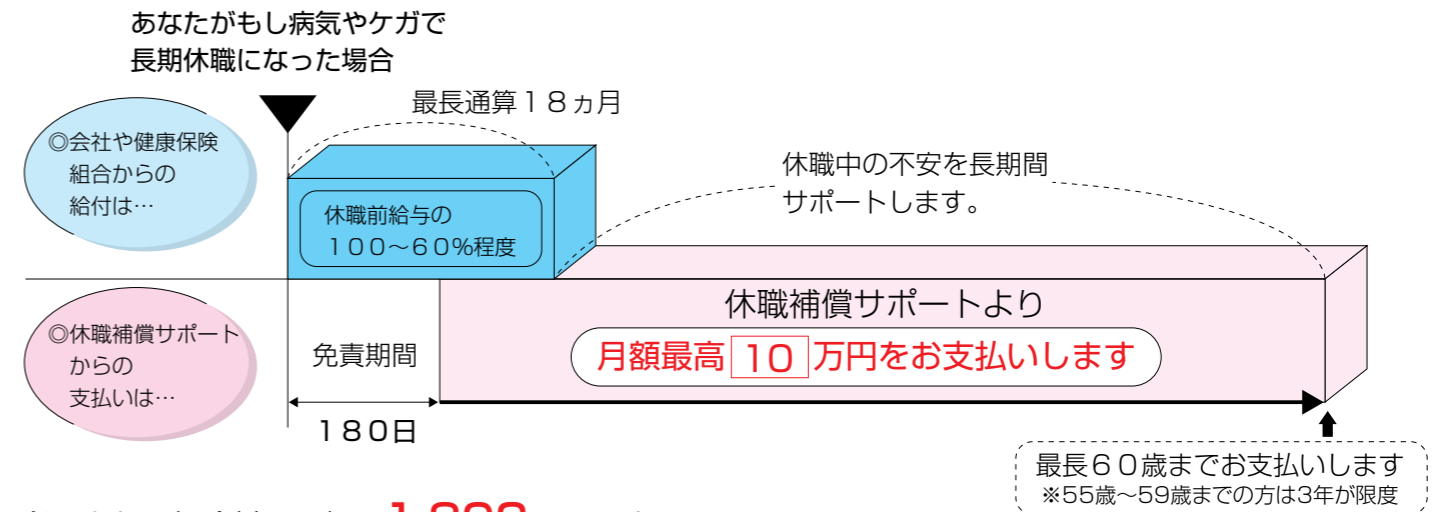 あなたがもし病気やケガで
長期休職になった場合
最長通算１８ヵ月
◎会社や健康保険
組合からの
給付は…
休職前給与の
１００～６０％程度
休職中の不安を長期間
サポートします。
◎休職補償サポート
からの
支払いは…
免責期間
１８０日
休職補償サポートより
月額最高10万円をお支払いします
最長６０歳までお支払いします
※55歳～59歳までの方は3年が限度